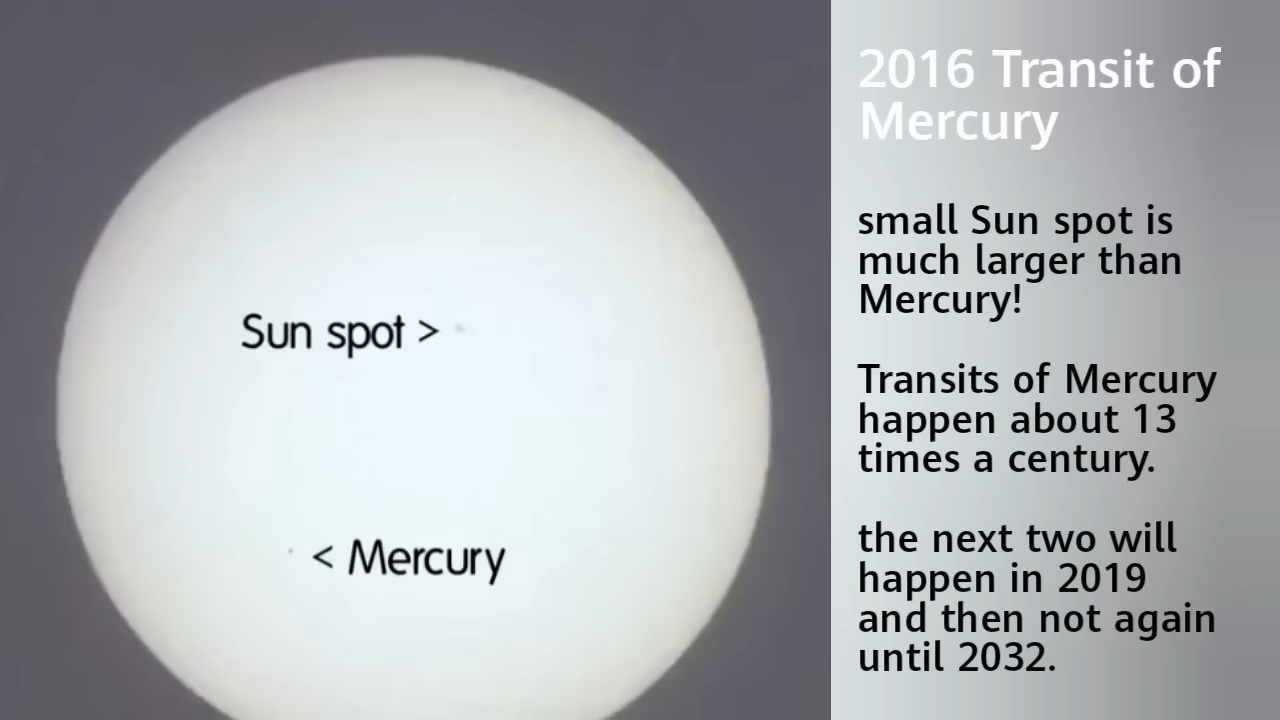 2016 Transit of
Mercury
small Sun spot is
much larger than
Mercury!
Transits of Mercury
happen about 13
times a century.
the next two will
happen in 2019
and then not again
until 2032.
Sun spot >
< Mercury